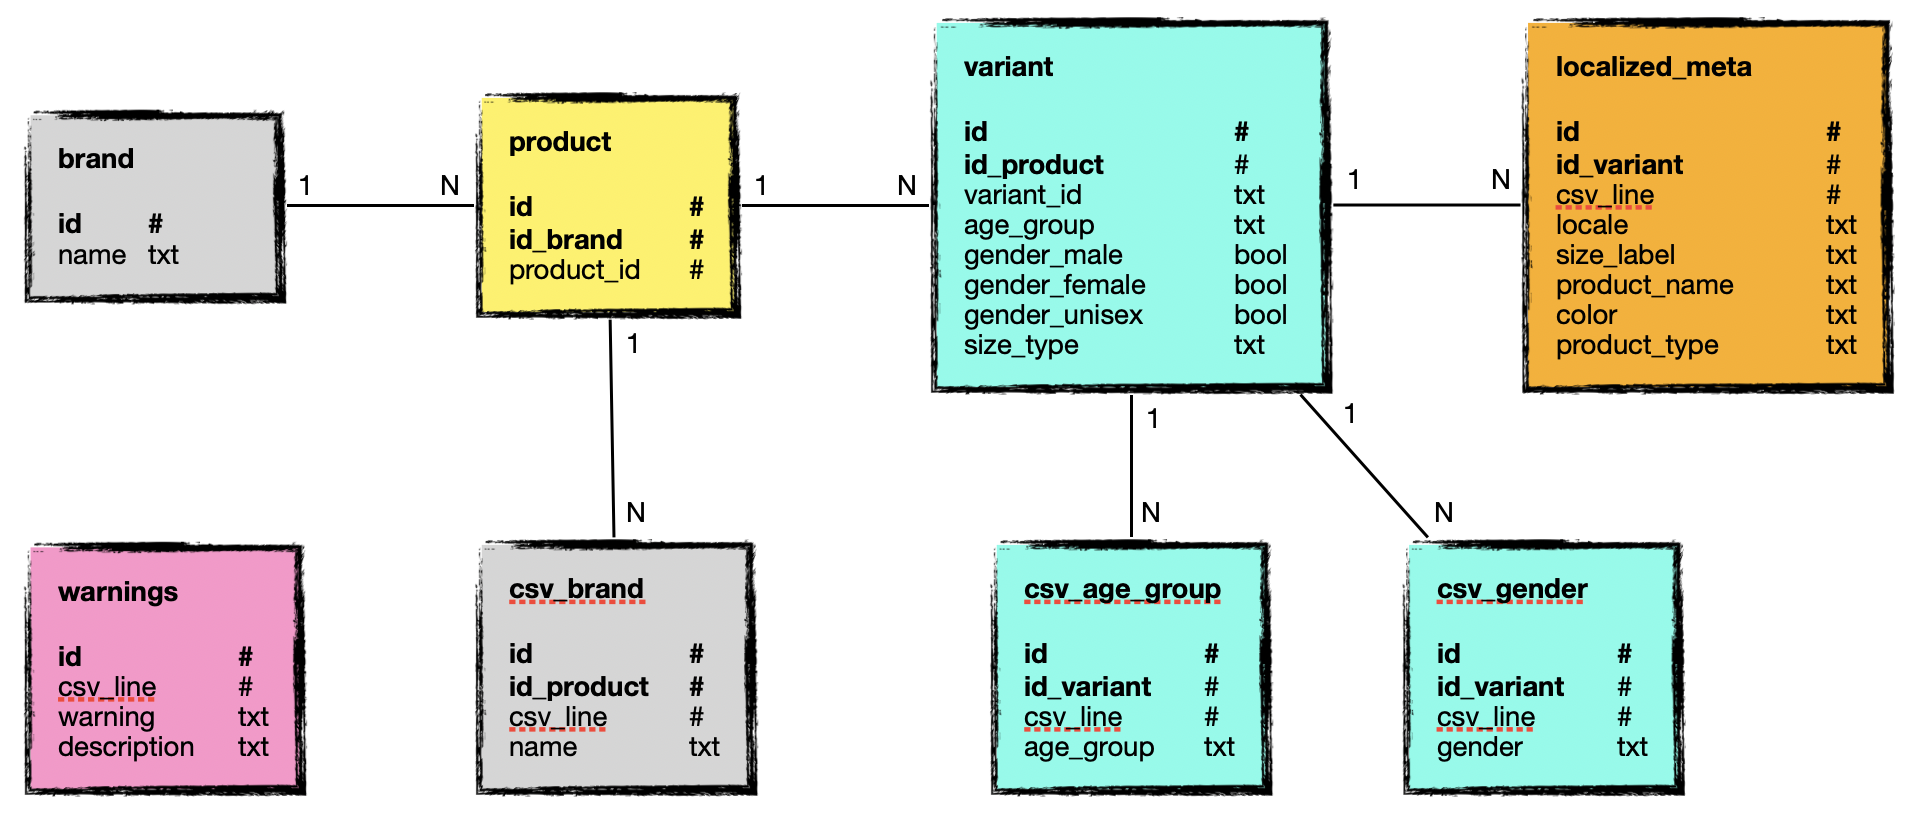 brand
id #
name txt
1 N
product
id #
id_brand #
product_id #
1 N
1
N
variant
id #
id_product #
variant_id txt
age_group txt
gender_male bool
gender_female bool
gender_unisex bool
size_type txt
1 N
1
N
1
N
localized_meta
id #
id_variant #
csv_line #
locale txt
size_label txt
product_name txt
color txt
product_type txt
warnings
id #
csv_line #
warning txt
description txt
csv_brand
id #
id_product #
csv_line #
name txt
csv_age_group
id #
id_variant #
csv_line #
age_group txt
csv_gender
id #
id_variant #
csv_line #
gender txt